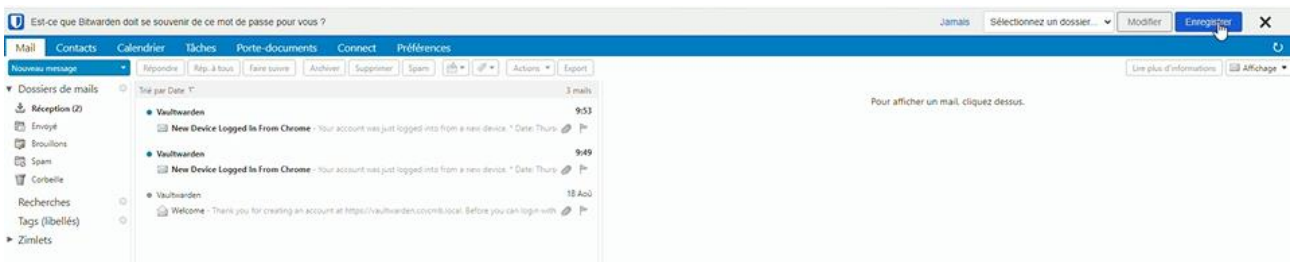 Est-ce que Bitwarden doit se souvenir de ce mot de passe pour vous ? Jamais Sélectionnez un dossier... Modifier Enregistrer
Mail Contacts Calendrier Tâches Porte-documents Connect Préférences
Nouveau message Répondre Rép. à tous Faire suivre Archiver Supprimer Spam Actions Export Lire plus d'informations Affichage
Dossiers de mails
Réception (2)
Envoyé
Brouillons
Spam
Corbeille
Recherches
Tags (libellés)
Zimlets
Trié par Date 3 mails
Vaultwarden 9:53
New Device Logged In From Chrome - Your account was just logged into from a new device. * Date: Thurs
Vaultwarden 9:49
New Device Logged In From Chrome - Your account was just logged into from a new device. * Date: Thurs
Vaultwarden 18 Aoû
Welcome - Thank you for creating an account at Before you can login with
Pour afficher un mail, cliquez dessus.